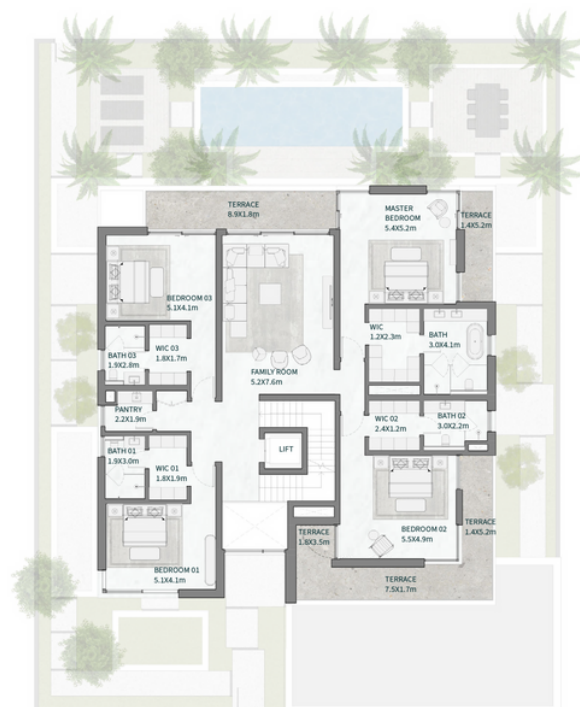 TERRACE
8.9X1.8m
MASTER
BEDROOM
5.4X5.2m
TERRACE
1.4X5.2m
BEDROOM 03
5.1X4.1m
WIC
1.2X2.3m
BATH
3.0X4.1m
BATH 03
1.9X2.8m
WIC 03
1.8X1.7m
FAMILY ROOM
5.2X7.6m
PANTRY
2.2X1.9m
WIC 02
2.4X1.2m
BATH 02
3.0X2.2m
BATH 01
1.9X3.0m
WIC 01
1.8X1.9m
LIFT
BEDROOM 02
5.5X4.9m
TERRACE
1.4X5.2m
TERRACE
1.8X3.5m
BEDROOM 01
5.1X4.1m
TERRACE
7.5X1.7m